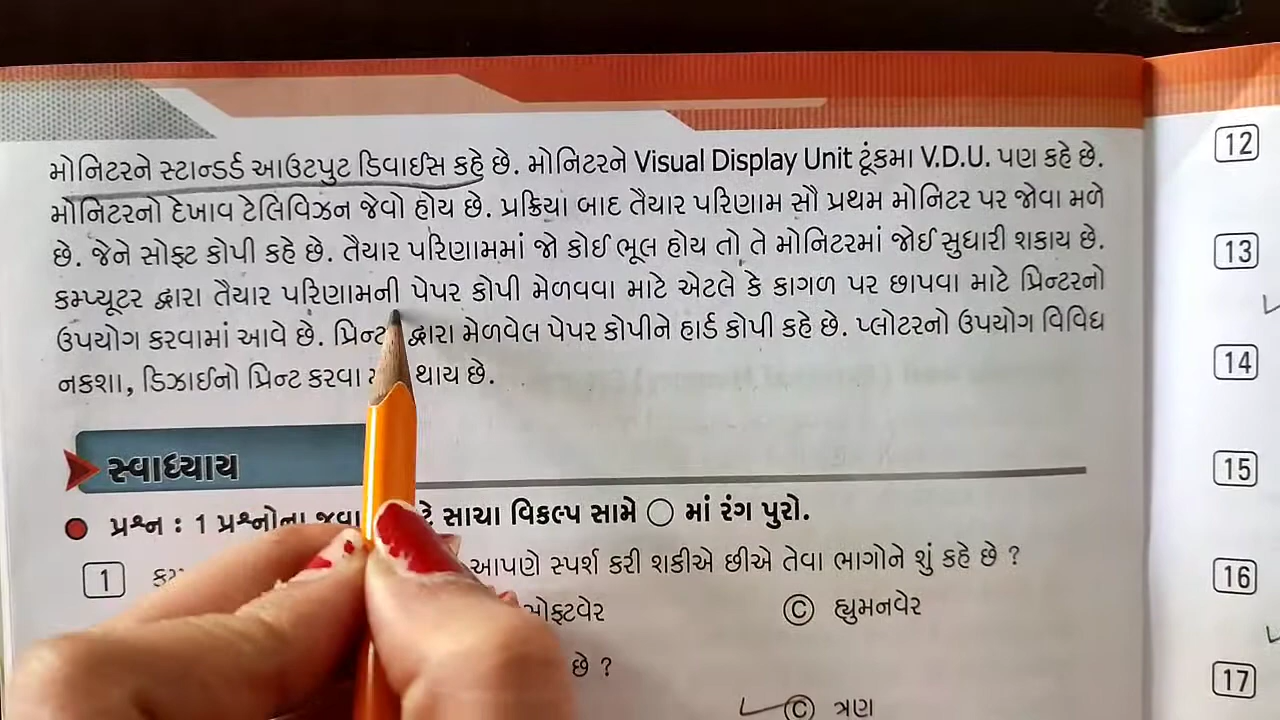 મોનિટરને સ્ટાન્ડર્ડ આઉટપુટ ડિવાઈસ કહે છે. મોનિટરને Visual Display Unit ટૂંકમા V.D.U. પણ કહે છે.
મોનિટરનો દેખાવ ટેલિવિઝન જેવો હોય છે. પ્રક્રિયા બાદ તૈયાર પરિણામ સૌ પ્રથમ મોનિટર પર જોવા મળે
છે. જેને સોફ્ટ કોપી કહે છે. તૈયાર પરિણામમાં જો કોઈ ભૂલ હોય તો તે મોનિટરમાં જોઈ સુધારી શકાય છે.
કમ્પ્યૂટર દ્વારા તૈયાર પરિણામની પેપર કોપી મેળવવા માટે એટલે કે કાગળ પર છાપવા માટે પ્રિન્ટરનો
ઉપયોગ કરવામાં આવે છે. દ્વારા મેળવેલ પેપર કોપીને હાર્ડ કોપી કહે છે. પ્લોટરનો ઉપયોગ વિવિધ
નકશા, ડિઝાઈનો પ્રિન્ટ કરવા થાય છે.
સ્વાધ્યાય
પ્રશ્ન : 1 પ્રશ્નોના સાચા વિકલ્પ સામે ○ માં રંગ પુરો.
1 આપણે સ્પર્શ કરી શકીએ છીએ તેવા ભાગોને શું કહે છે ?
C હ્યુમનવેર
છે ?
C ત્રણ
12
13
14
15
16
17